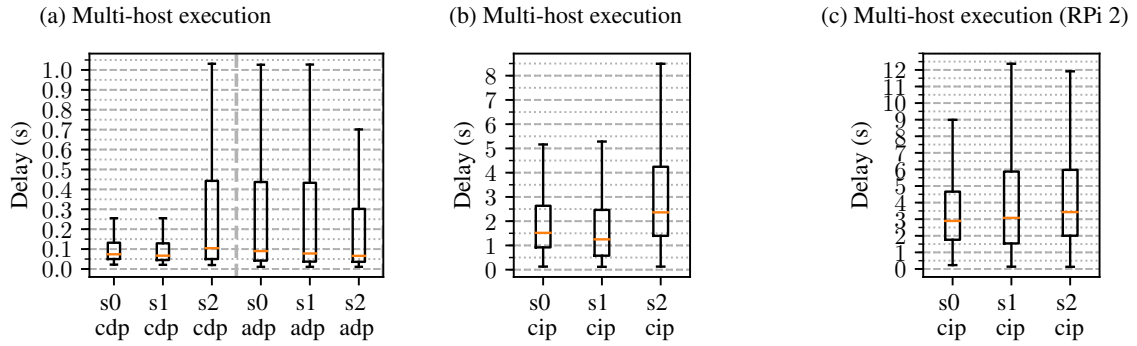 (a) Multi-host execution
Delay (s)
1.0
0.9
0.8
0.7
0.6
0.5
0.4
0.3
0.2
0.1
0.0
s0 s1 s2 s0 s1 s2
cdp cdp cdp adp adp adp
(b) Multi-host execution
Delay (s)
8
7
6
5
4
3
2
1
0
s0 s1 s2
cip cip cip
(c) Multi-host execution (RPi 2)
Delay (s)
12
11
10
9
8
7
6
5
4
3
2
1
0
s0 s1 s2
cip cip cip